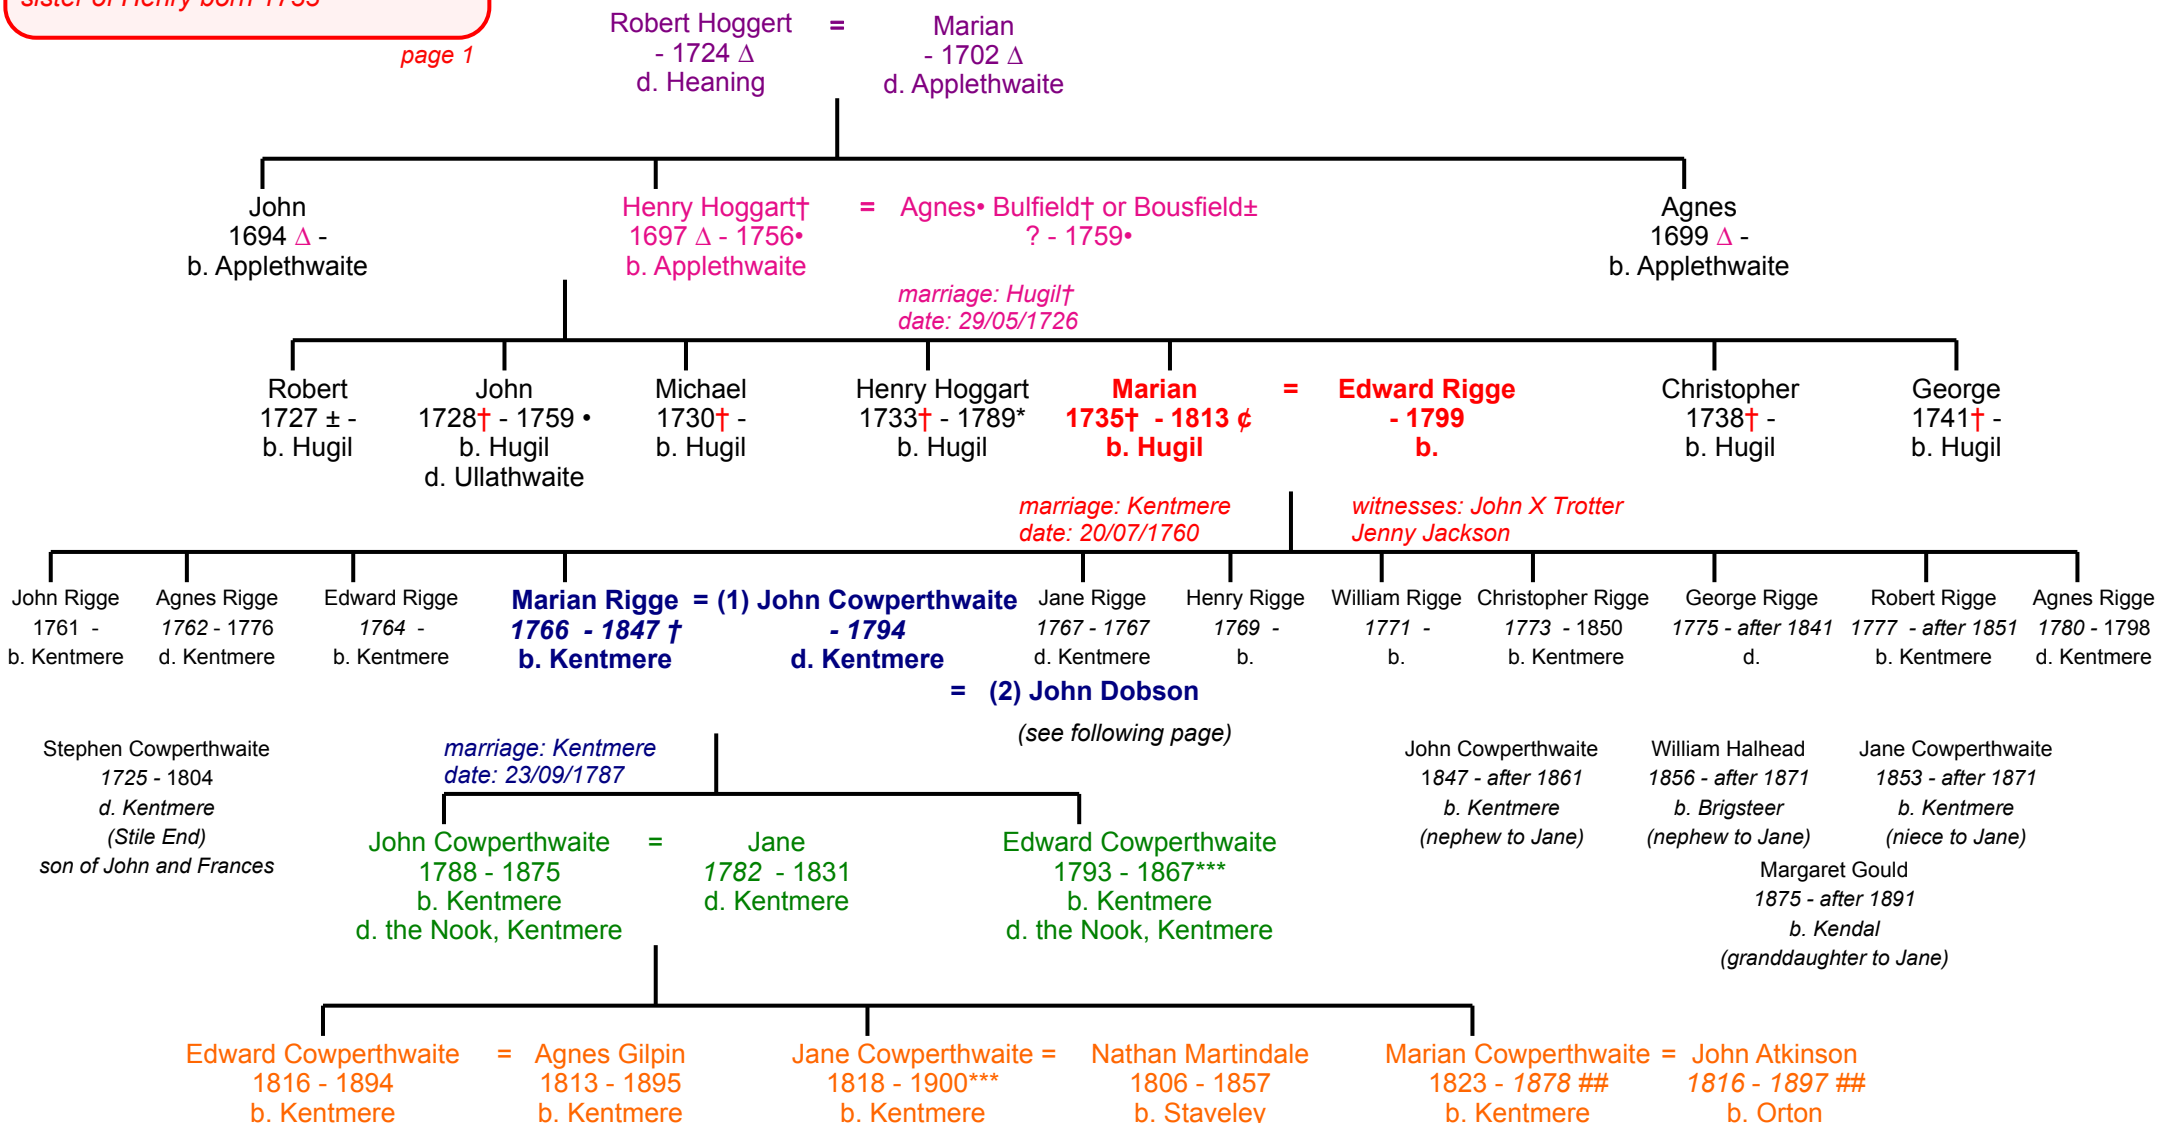 sister of Henry born 1735
page 1
Robert Hoggert = Marian
- 1724 Δ - 1702 Δ
d. Heaning d. Applethwaite
John Henry Hoggart† = Agnes• Bulfield† or Bousfield± Agnes
1694 Δ - 1697 Δ - 1756• ? - 1759• 1699 Δ -
b. Applethwaite b. Applethwaite b. Applethwaite
marriage: Hugil†
date: 29/05/1726
Robert John Michael Henry Hoggart Marian = Edward Rigge Christopher George
1727 ± - 1728† - 1759 • 1730† - 1733† - 1789* 1735† - 1813 ¢ - 1799 1738† - 1741† -
b. Hugil b. Hugil b. Hugil b. Hugil b. Hugil b. b. Hugil b. Hugil
d. Ullathwaite
marriage: Kentmere witnesses: John X Trotter
date: 20/07/1760 Jenny Jackson
John Rigge Agnes Rigge Edward Rigge Marian Rigge = (1) John Cowperthwaite Jane Rigge Henry Rigge William Rigge Christopher Rigge George Rigge Robert Rigge Agnes Rigge
1761 - 1762 - 1776 1764 - 1766 - 1847 † - 1794 1767 - 1767 1769 - 1771 - 1773 - 1850 1775 - after 1841 1777 - after 1851 1780 - 1798
b. Kentmere d. Kentmere b. Kentmere b. Kentmere d. Kentmere d. Kentmere b. b. b. Kentmere d. b. Kentmere d. Kentmere
= (2) John Dobson
(see following page)
Stephen Cowperthwaite marriage: Kentmere John Cowperthwaite William Halhead Jane Cowperthwaite
1725 - 1804 date: 23/09/1787 1847 - after 1861 1856 - after 1871 1853 - after 1871
d. Kentmere b. Kentmere b. Brigsteer b. Kentmere
(Stile End) (nephew to Jane) (nephew to Jane) (niece to Jane)
son of John and Frances
John Cowperthwaite = Jane Edward Cowperthwaite
1788 - 1875 1782 - 1831 1793 - 1867***
b. Kentmere d. Kentmere b. Kentmere
d. the Nook, Kentmere d. the Nook, Kentmere
Margaret Gould
1875 - after 1891
b. Kendal
(granddaughter to Jane)
Edward Cowperthwaite = Agnes Gilpin Jane Cowperthwaite = Nathan Martindale Marian Cowperthwaite = John Atkinson
1816 - 1894 1813 - 1895 1818 - 1900*** 1806 - 1857 1823 - 1878 ## 1816 - 1897 ##
b. Kentmere b. Kentmere b. Kentmere b. Staveley b. Kentmere b. Orton